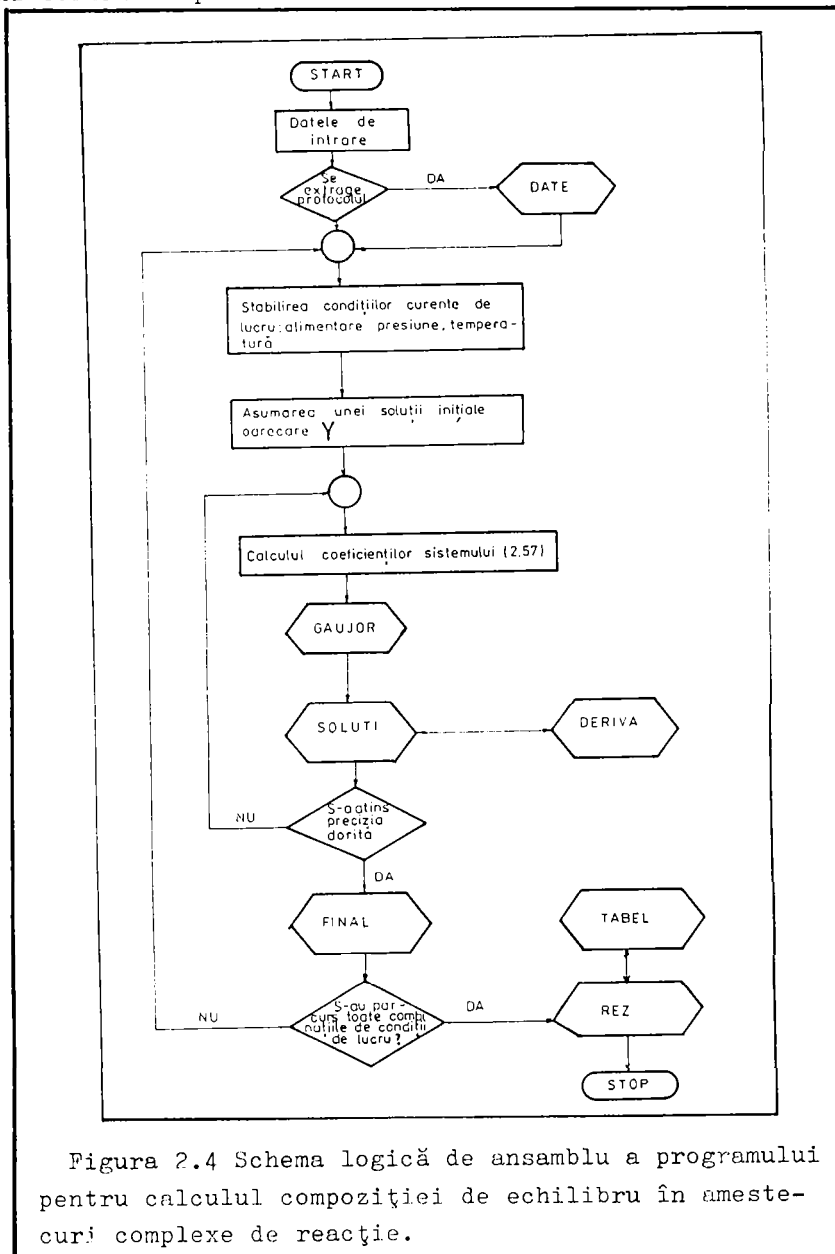 START
Datele de
intrare
Se
extrage
protocolul
DA
DATE
Stabilirea condițiilor curente de
lucru: alimentare presiune, tempera-
tură
Asumarea unei soluții inițiale
oarecare Y
Calculul coeficienților sistemului (2.57)
GAUJOR
SOLUTI
DERIVA
S-a atins
precizia
dorită
NU
DA
FINAL
TABEL
S-au par-
curs toate combi
națiile de condiții
de lucru?
NU
DA
REZ
STOP
Figura 2.4 Schema logică de ansamblu a programului
pentru calculul compoziţiei de echilibru în ameste-
curi complexe de reacţie.